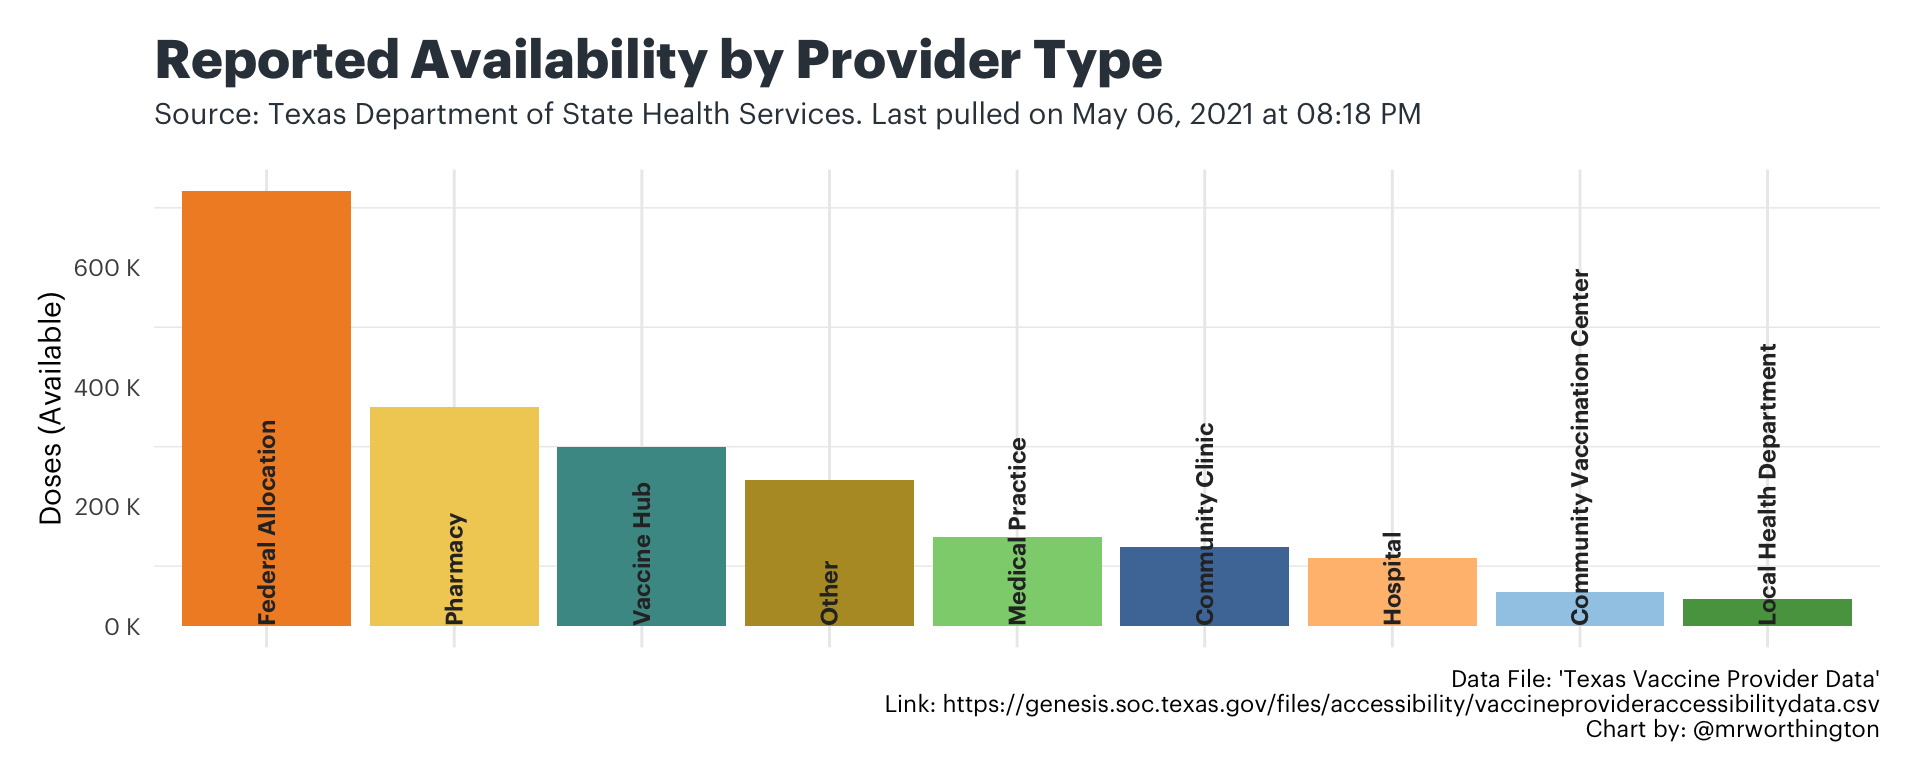 Reported Availability by Provider Type
Source: Texas Department of State Health Services. Last pulled on May 06, 2021 at 08:18 PM
Doses (Available)
600 K
400 K
200 K
0 K
Federal Allocation
Pharmacy
Vaccine Hub
Other
Medical Practice
Community Clinic
Hospital
Community Vaccination Center
Local Health Department
Data File: 'Texas Vaccine Provider Data'
Link: https://genesis.soc.texas.gov/files/accessibility/vaccineprovideraccessibilitydata.csv
Chart by: @mrworthington